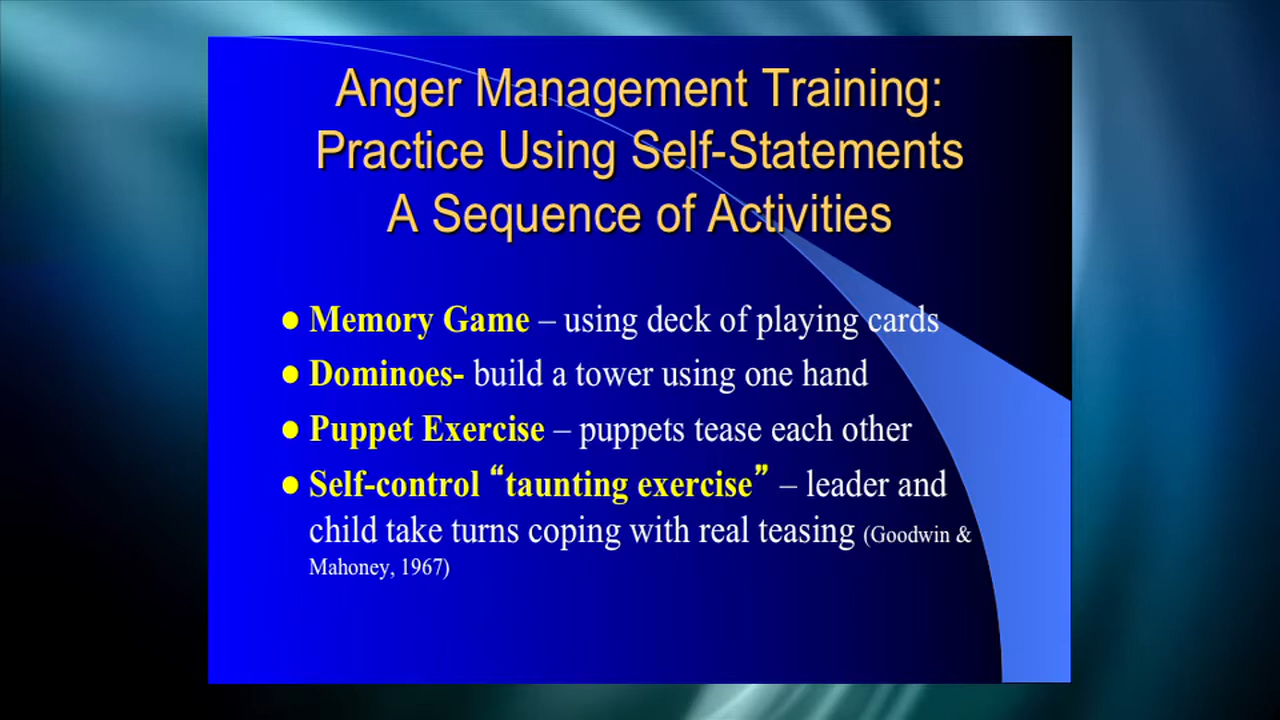 Anger Management Training:
Practice Using Self-Statements
A Sequence of Activities
● Memory Game – using deck of playing cards
● Dominoes- build a tower using one hand
● Puppet Exercise – puppets tease each other
● Self-control “taunting exercise” – leader and
child take turns coping with real teasing (Goodwin &
Mahoney, 1967)